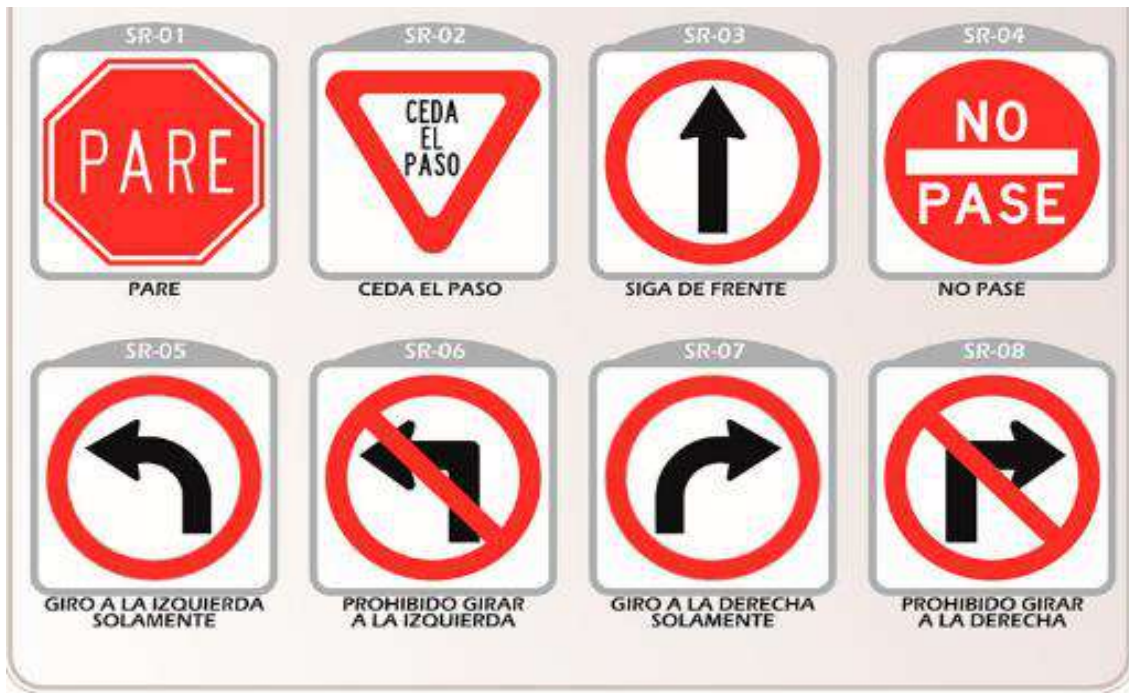 SR-01
SR-02
SR-03
SR-04
PARE
CEDA
EL
PASO
NO
PASE
PARE
CEDA EL PASO
SIGA DE FRENTE
NO PASE
SR-05
SR-06
SR-07
SR-08
GIRO A LA IZQUIERDA
SOLAMENTE
PROHIBIDO GIRAR
A LA IZQUIERDA
GIRO A LA DERECHA
SOLAMENTE
PROHIBIDO GIRAR
A LA DERECHA